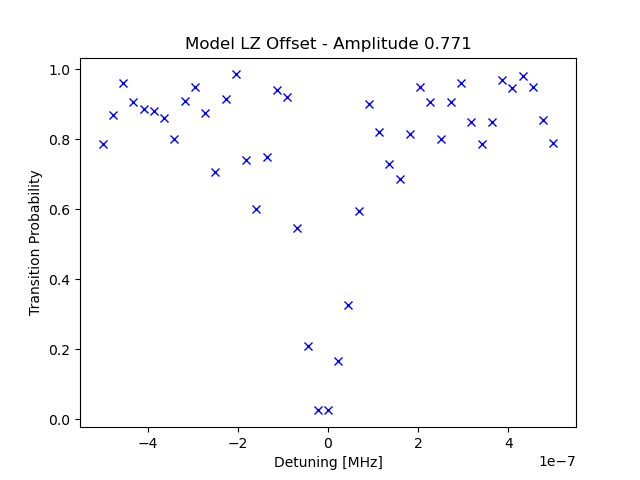 Model LZ Offset - Amplitude 0.771
Transition Probability
1.0
0.8
0.6
0.4
0.2
0.0
−4
−2
0
2
4
1e−7
Detuning [MHz]